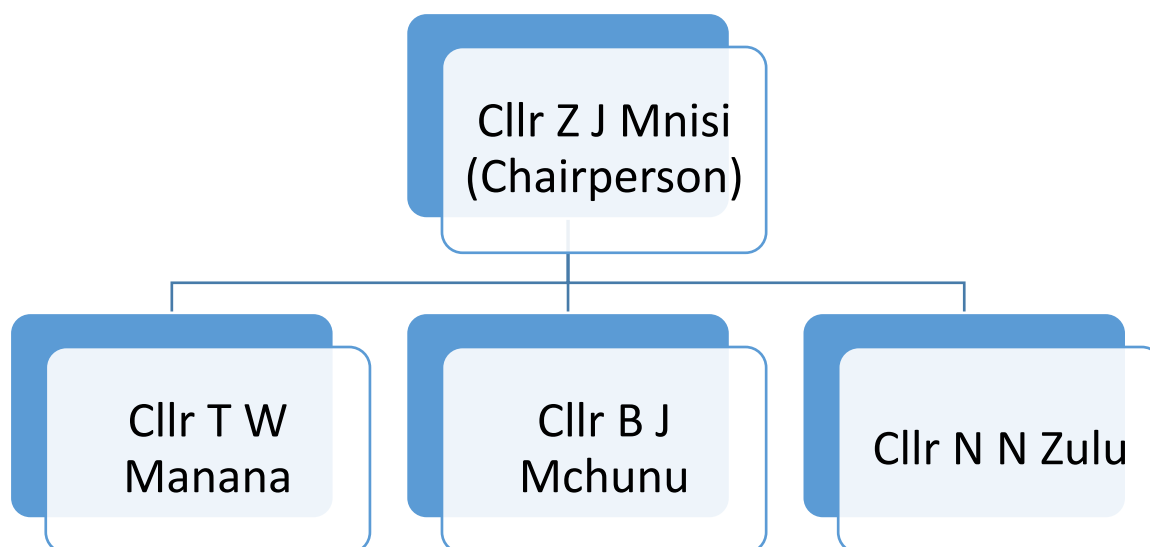 Cllr Z J Mnisi
(Chairperson)
Cllr T W
Manana
Cllr B J
Mchunu
Cllr N N Zulu